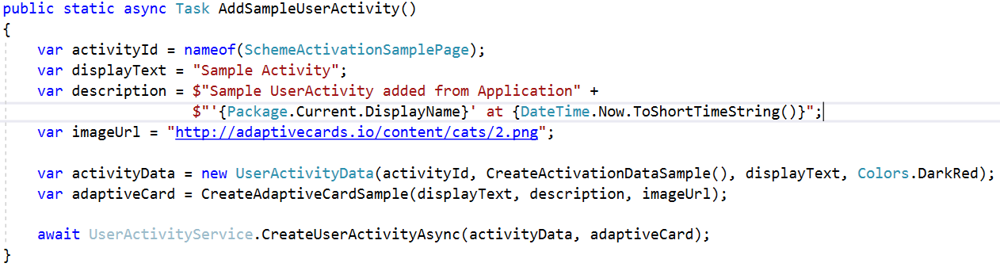 public static async Task AddSampleUserActivity()
{
    var activityId = nameof(SchemeActivationSamplePage);
    var displayText = "Sample Activity";
    var description = $"Sample UserActivity added from Application" +
                      $"'{Package.Current.DisplayName}' at {DateTime.Now.ToShortTimeString()}";
    var imageUrl = "http://adaptivecards.io/content/cats/2.png";

    var activityData = new UserActivityData(activityId, CreateActivationDataSample(), displayText, Colors.DarkRed);
    var adaptiveCard = CreateAdaptiveCardSample(displayText, description, imageUrl);

    await UserActivityService.CreateUserActivityAsync(activityData, adaptiveCard);
}